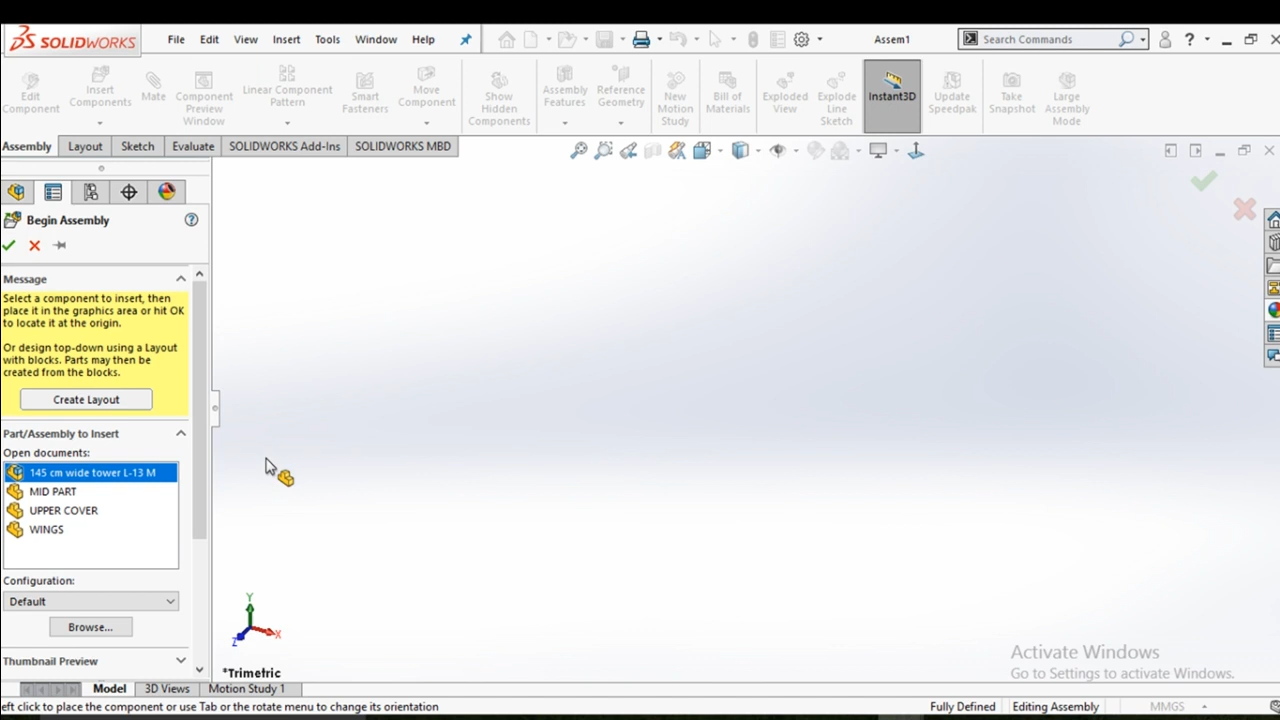 SOLIDWORKS File Edit View Insert Tools Window Help Assem1 Search Commands ?
Edit Component
Insert Components
Mate
Component Preview Window
Linear Component Pattern
Smart Fasteners
Move Component
Show Hidden Components
Assembly Features
Reference Geometry
New Motion Study
Bill of Materials
Exploded View
Explode Line Sketch
Instant3D
Update Speedpak
Take Snapshot
Large Assembly Mode
Assembly Layout Sketch Evaluate SOLIDWORKS Add-Ins SOLIDWORKS MBD
Begin Assembly ?
Message
Select a component to insert, then
place it in the graphics area or hit OK
to locate it at the origin.
Or design top-down using a Layout
with blocks. Parts may then be
created from the blocks.
Create Layout
Part/Assembly to Insert
Open documents:
145 cm wide tower L-13 M
MID PART
UPPER COVER
WINGS
Configuration:
Default
Browse...
Thumbnail Preview
Y
X
Z
*Trimetric
Activate Windows
Go to Settings to activate Windows.
Model 3D Views Motion Study 1
eft click to place the component or use Tab or the rotate menu to change its orientation Fully Defined Editing Assembly MMGS